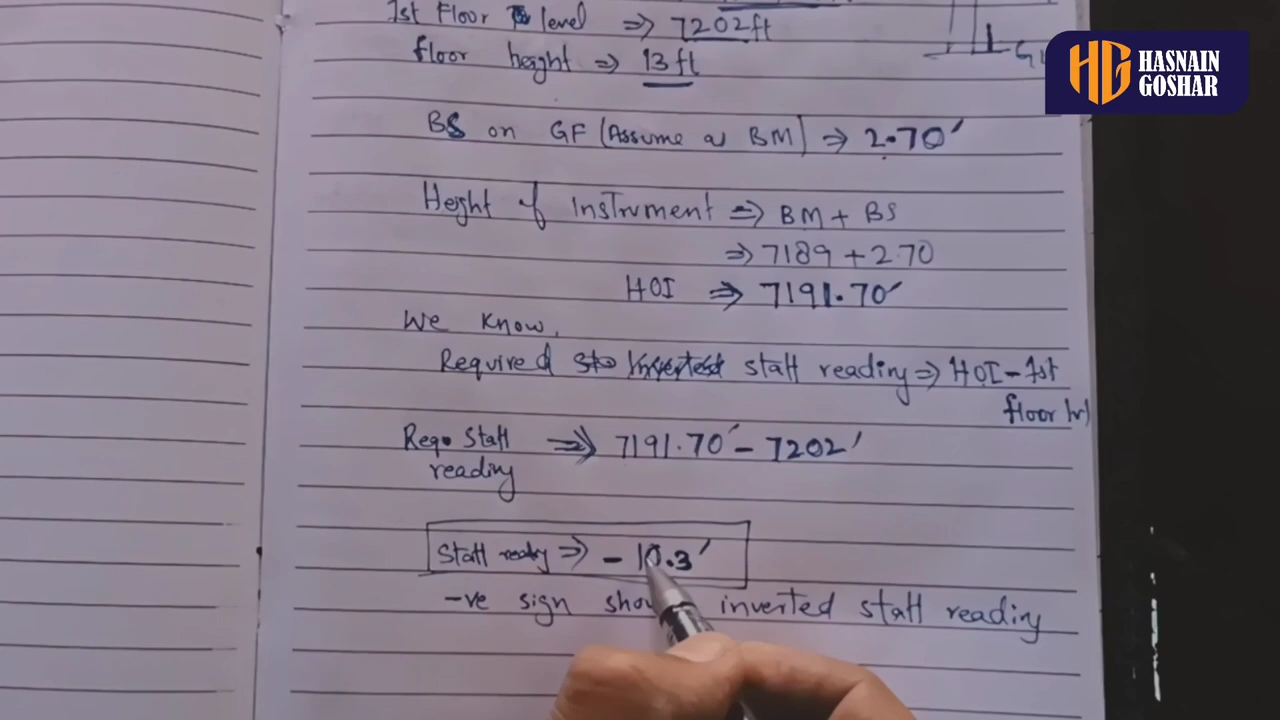 1st Floor level ⇒ 7202ft
floor height ⇒ 13ft
BS on GF (Assume as BM) ⇒ 2.70'
Height of Instrument ⇒ BM + BS
⇒ 7189 + 2.70
HOI ⇒ 7191.70'
We Know,
Required staff reading ⇒ HOI - 1st
floor lvl
Req. Staff ⇒ 7191.70' - 7202'
reading
Staff reading ⇒ - 10.3'
-ve sign inverted staff reading
HG HASNAIN
GOSHAR